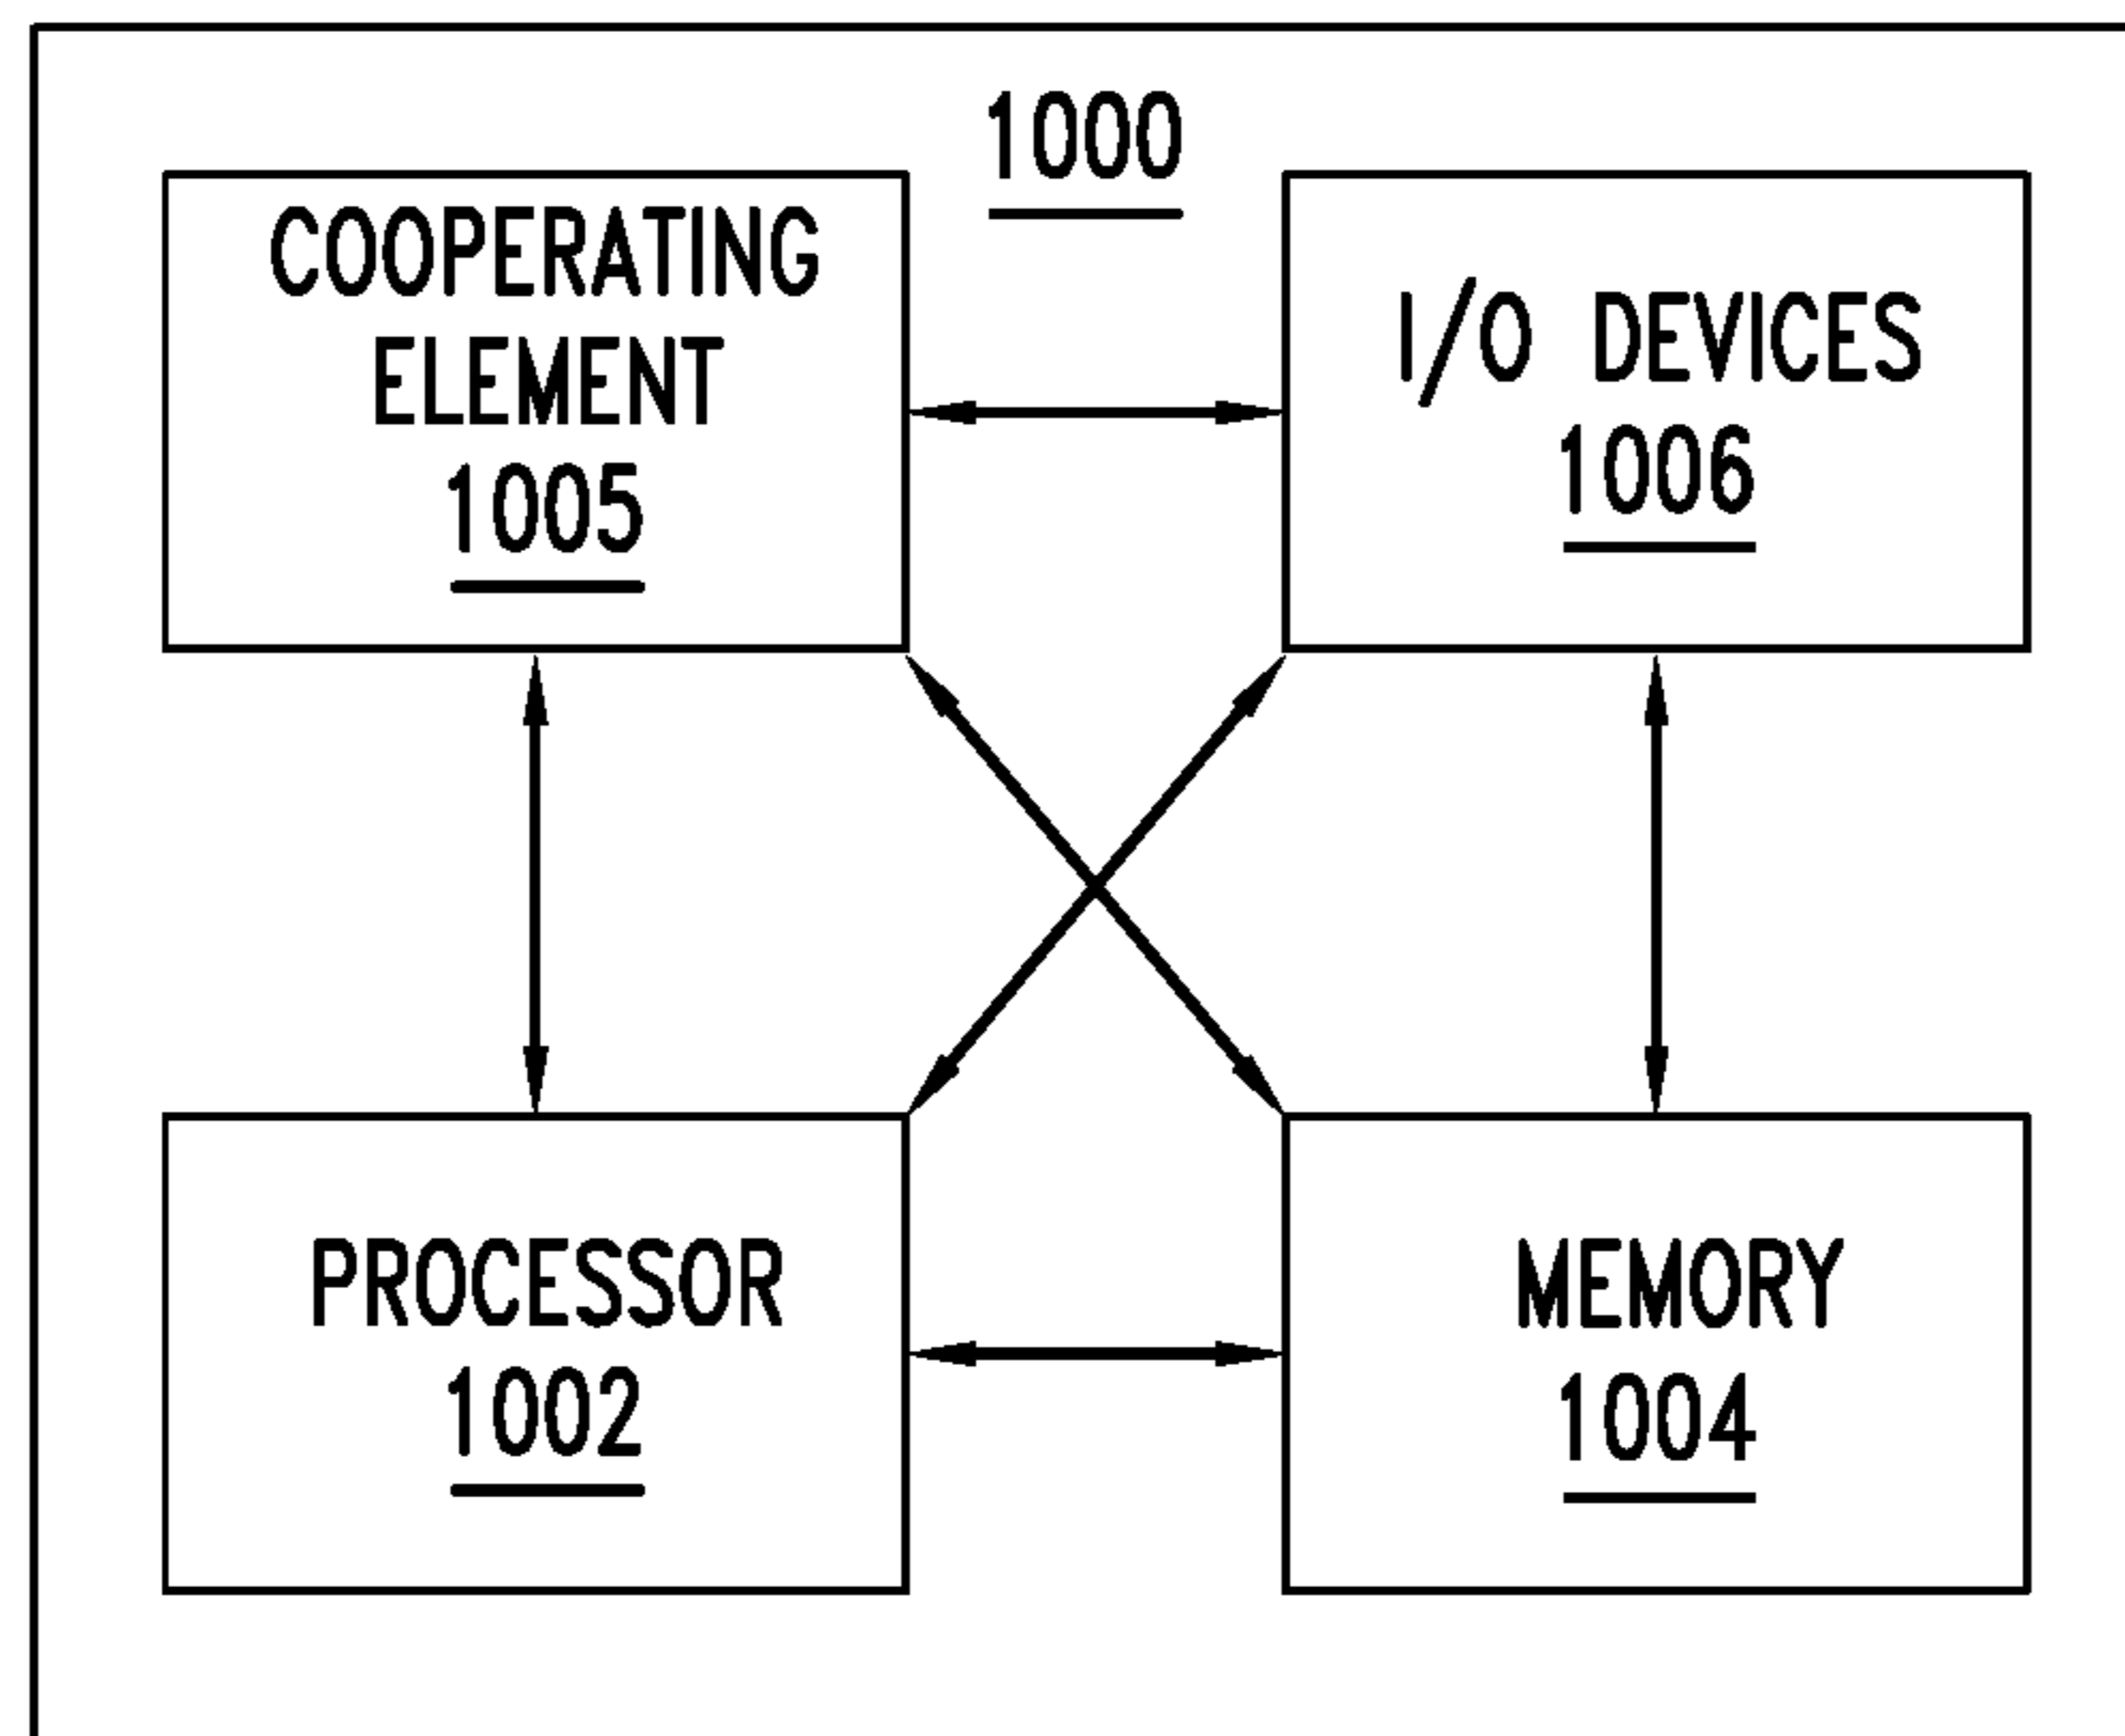 1000
COOPERATING
ELEMENT
1005
I/O DEVICES
1006
PROCESSOR
1002
MEMORY
1004